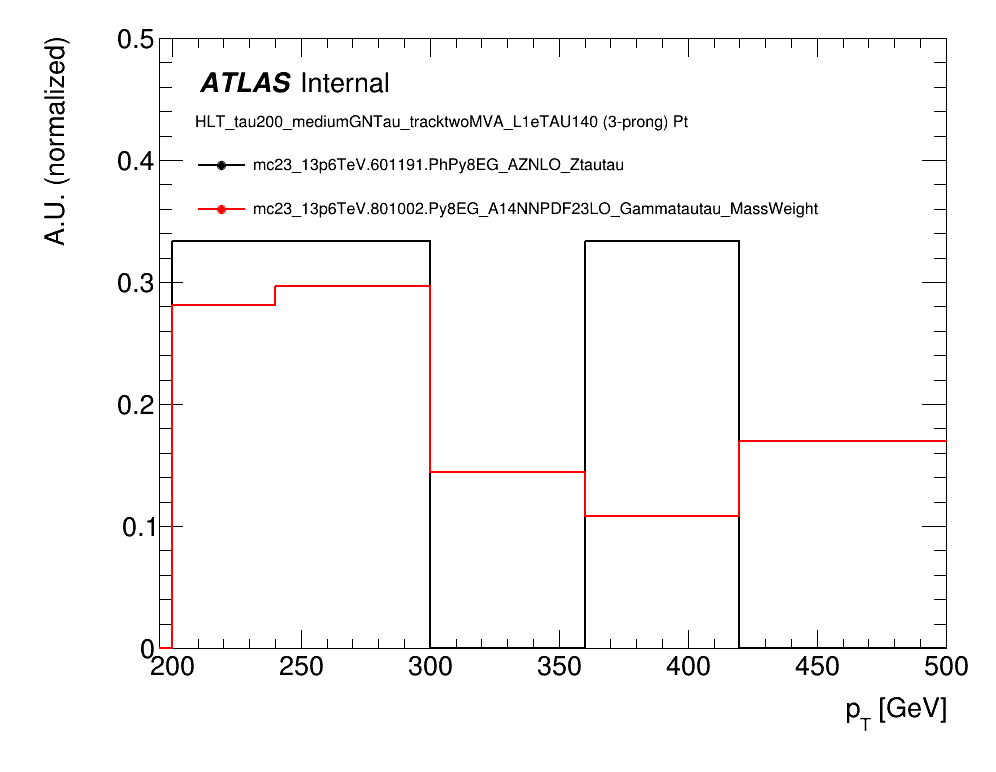 A.U. (normalized)
0.5
0.4
0.3
0.2
0.1
0
ATLAS Internal
HLT_tau200_mediumGNTau_tracktwoMVA_L1eTAU140 (3-prong) Pt
mc23_13p6TeV.601191.PhPy8EG_AZNLO_Ztautau
mc23_13p6TeV.801002.Py8EG_A14NNPDF23LO_Gammatautau_MassWeight
200 250 300 350 400 450 500
p_T [GeV]